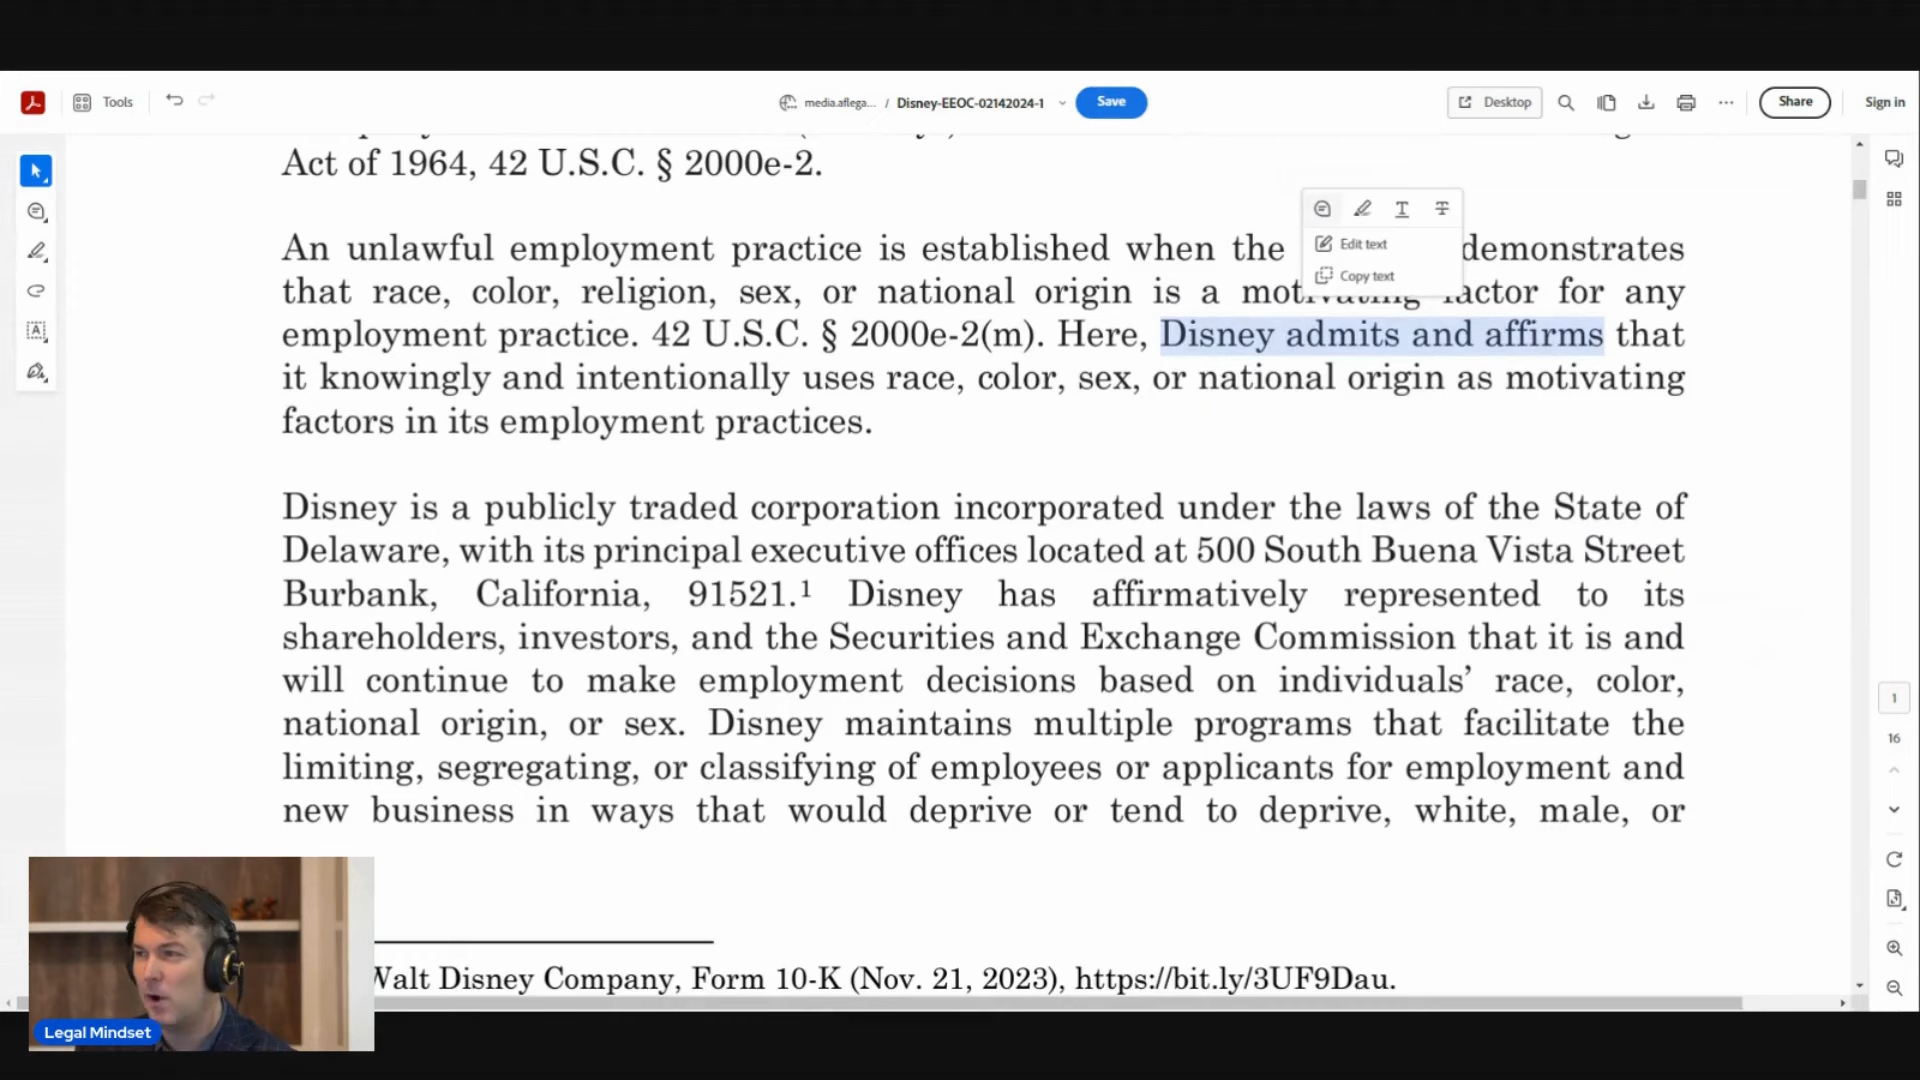 Tools
media.aflega... / Disney-EEOC-02142024-1
Save
Desktop
Share
Sign in
Act of 1964, 42 U.S.C. § 2000e-2.
Edit text
Copy text
An unlawful employment practice is established when the demonstrates
that race, color, religion, sex, or national origin is a motivating factor for any
employment practice. 42 U.S.C. § 2000e-2(m). Here, Disney admits and affirms that
it knowingly and intentionally uses race, color, sex, or national origin as motivating
factors in its employment practices.
Disney is a publicly traded corporation incorporated under the laws of the State of
Delaware, with its principal executive offices located at 500 South Buena Vista Street
Burbank, California, 91521.¹ Disney has affirmatively represented to its
shareholders, investors, and the Securities and Exchange Commission that it is and
will continue to make employment decisions based on individuals’ race, color,
national origin, or sex. Disney maintains multiple programs that facilitate the
limiting, segregating, or classifying of employees or applicants for employment and
new business in ways that would deprive or tend to deprive, white, male, or
Walt Disney Company, Form 10-K (Nov. 21, 2023), https://bit.ly/3UF9Dau.
1
16
Legal Mindset